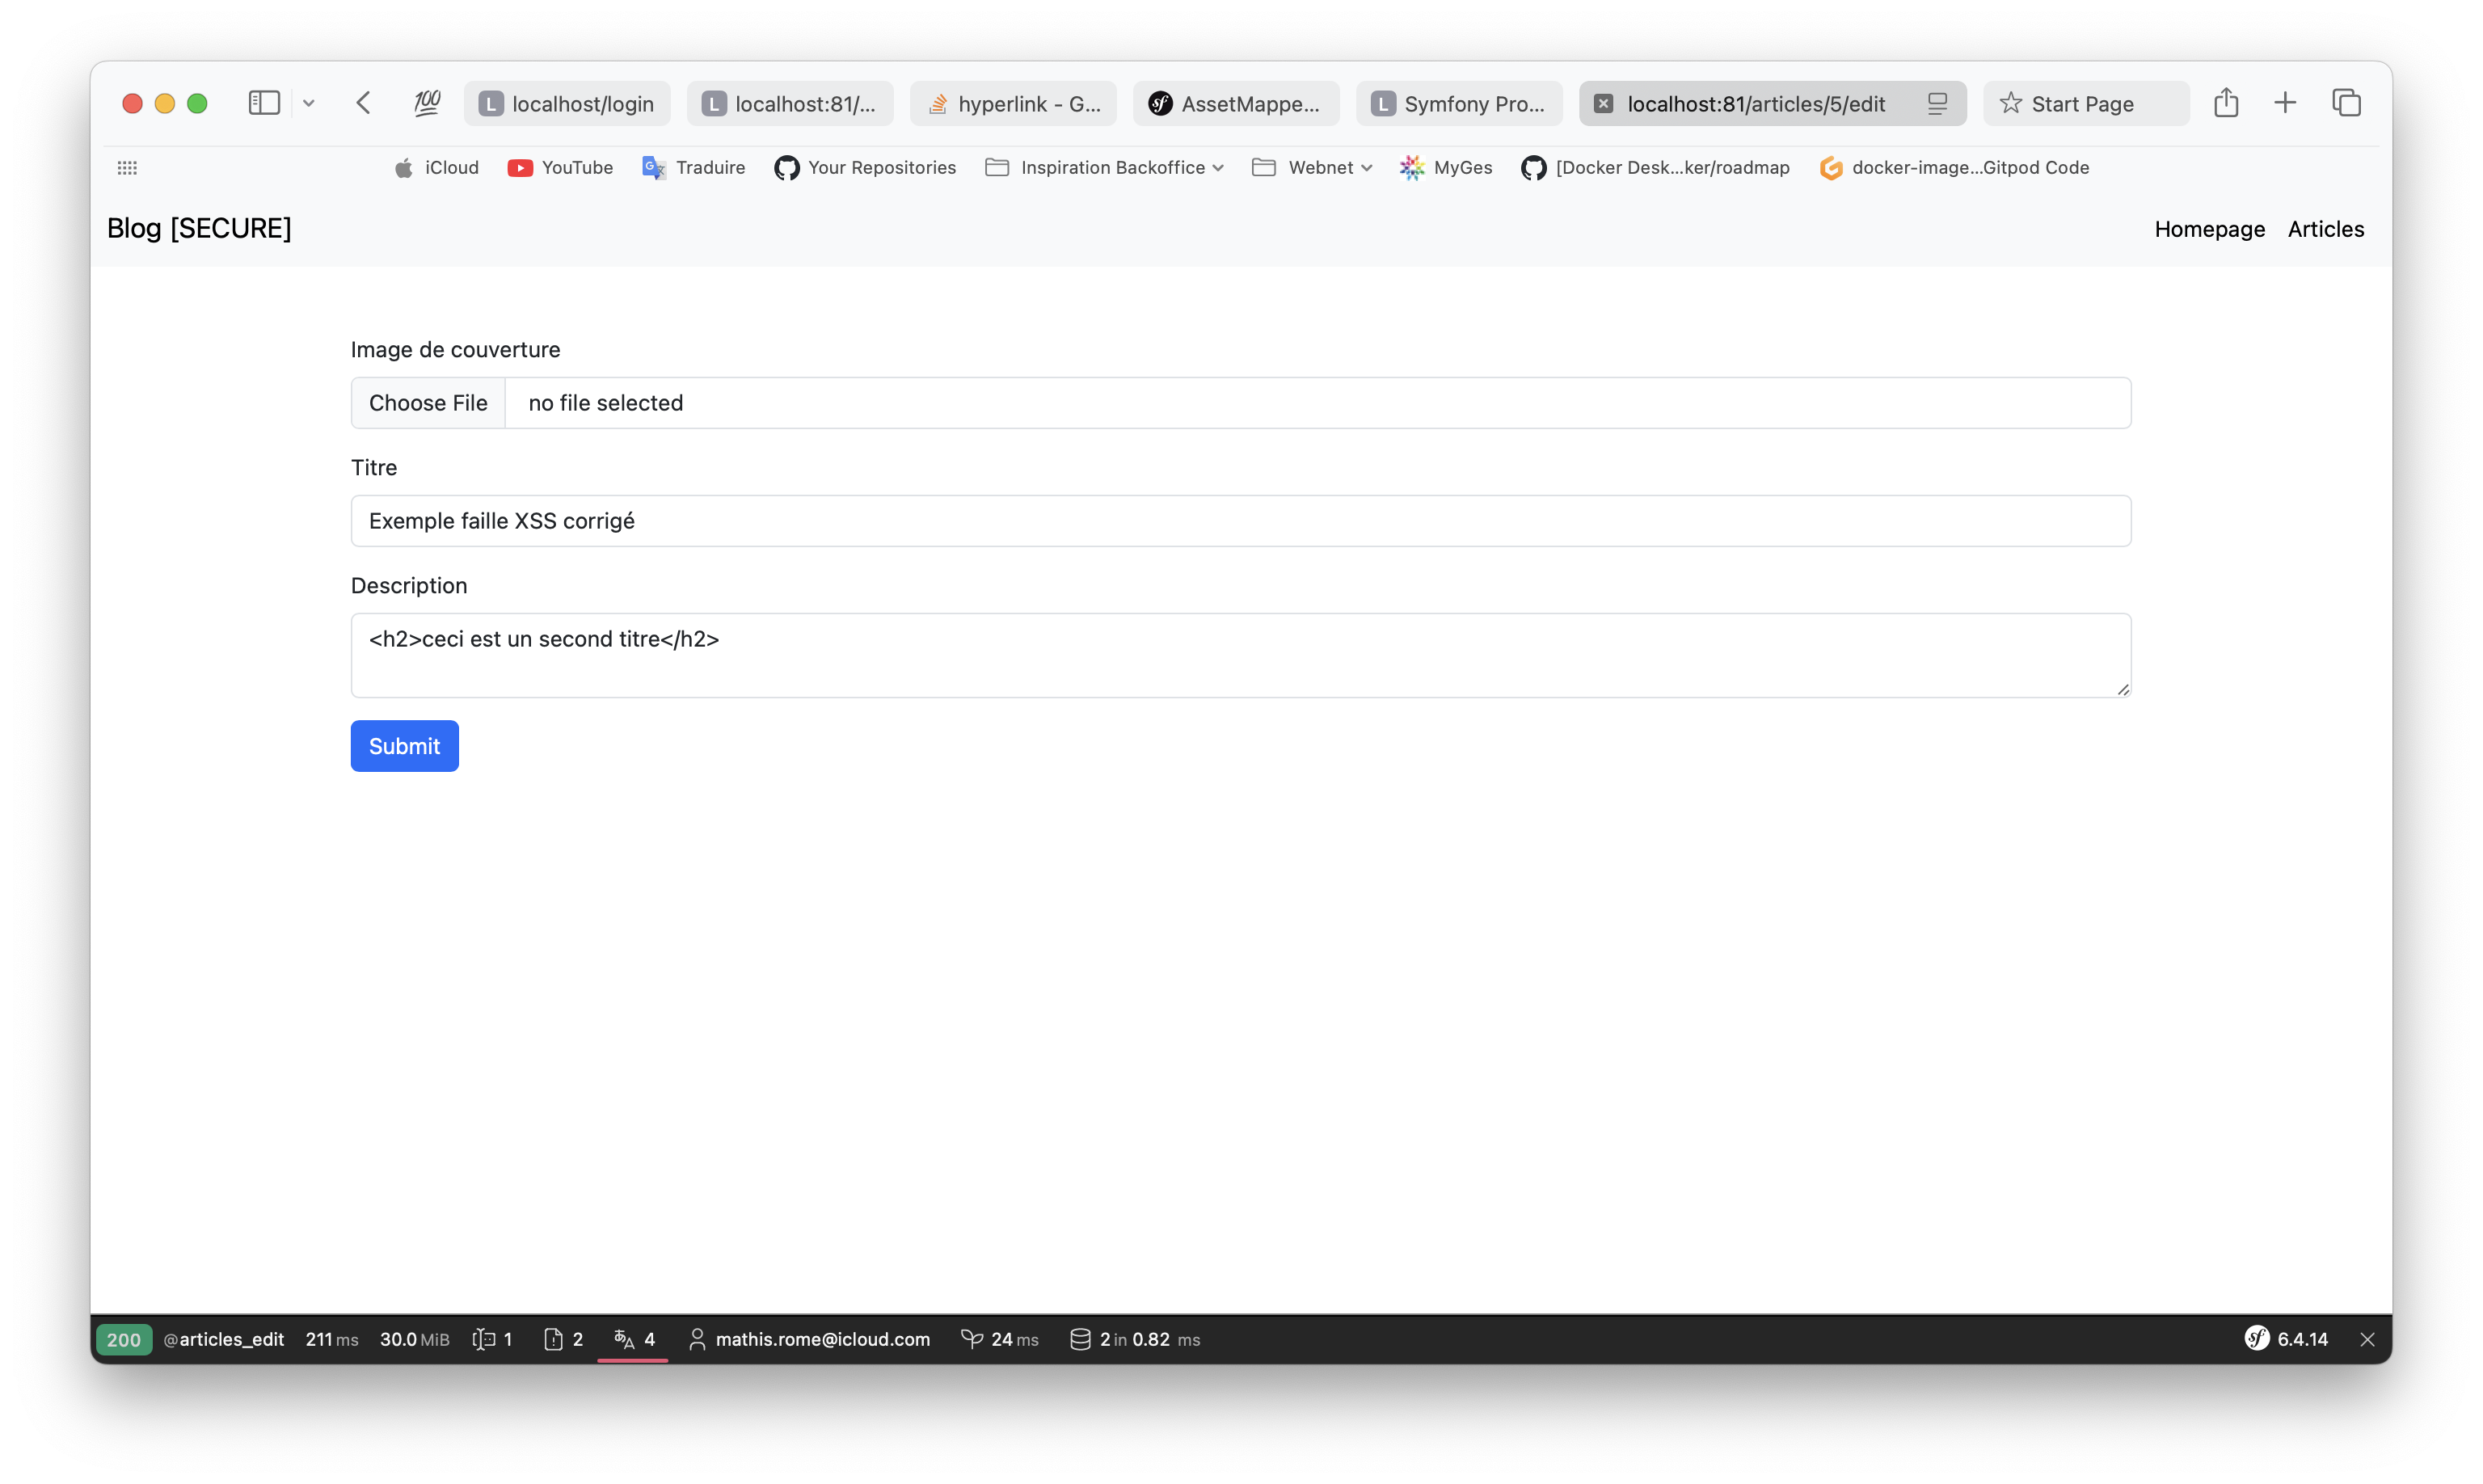 100 L localhost/login L localhost:81/... hyperlink - G... sf AssetMappe... L Symfony Pro... localhost:81/articles/5/edit Start Page
iCloud YouTube Traduire Your Repositories Inspiration Backoffice Webnet MyGes [Docker Desk...ker/roadmap docker-image...Gitpod Code
Blog [SECURE] Homepage Articles
Image de couverture
Choose File no file selected
Titre
Exemple faille XSS corrigé
Description
<h2>ceci est un second titre</h2>
Submit
200 @articles_edit 211 ms 30.0 MiB 1 2 4 mathis.rome@icloud.com 24 ms 2 in 0.82 ms sf 6.4.14